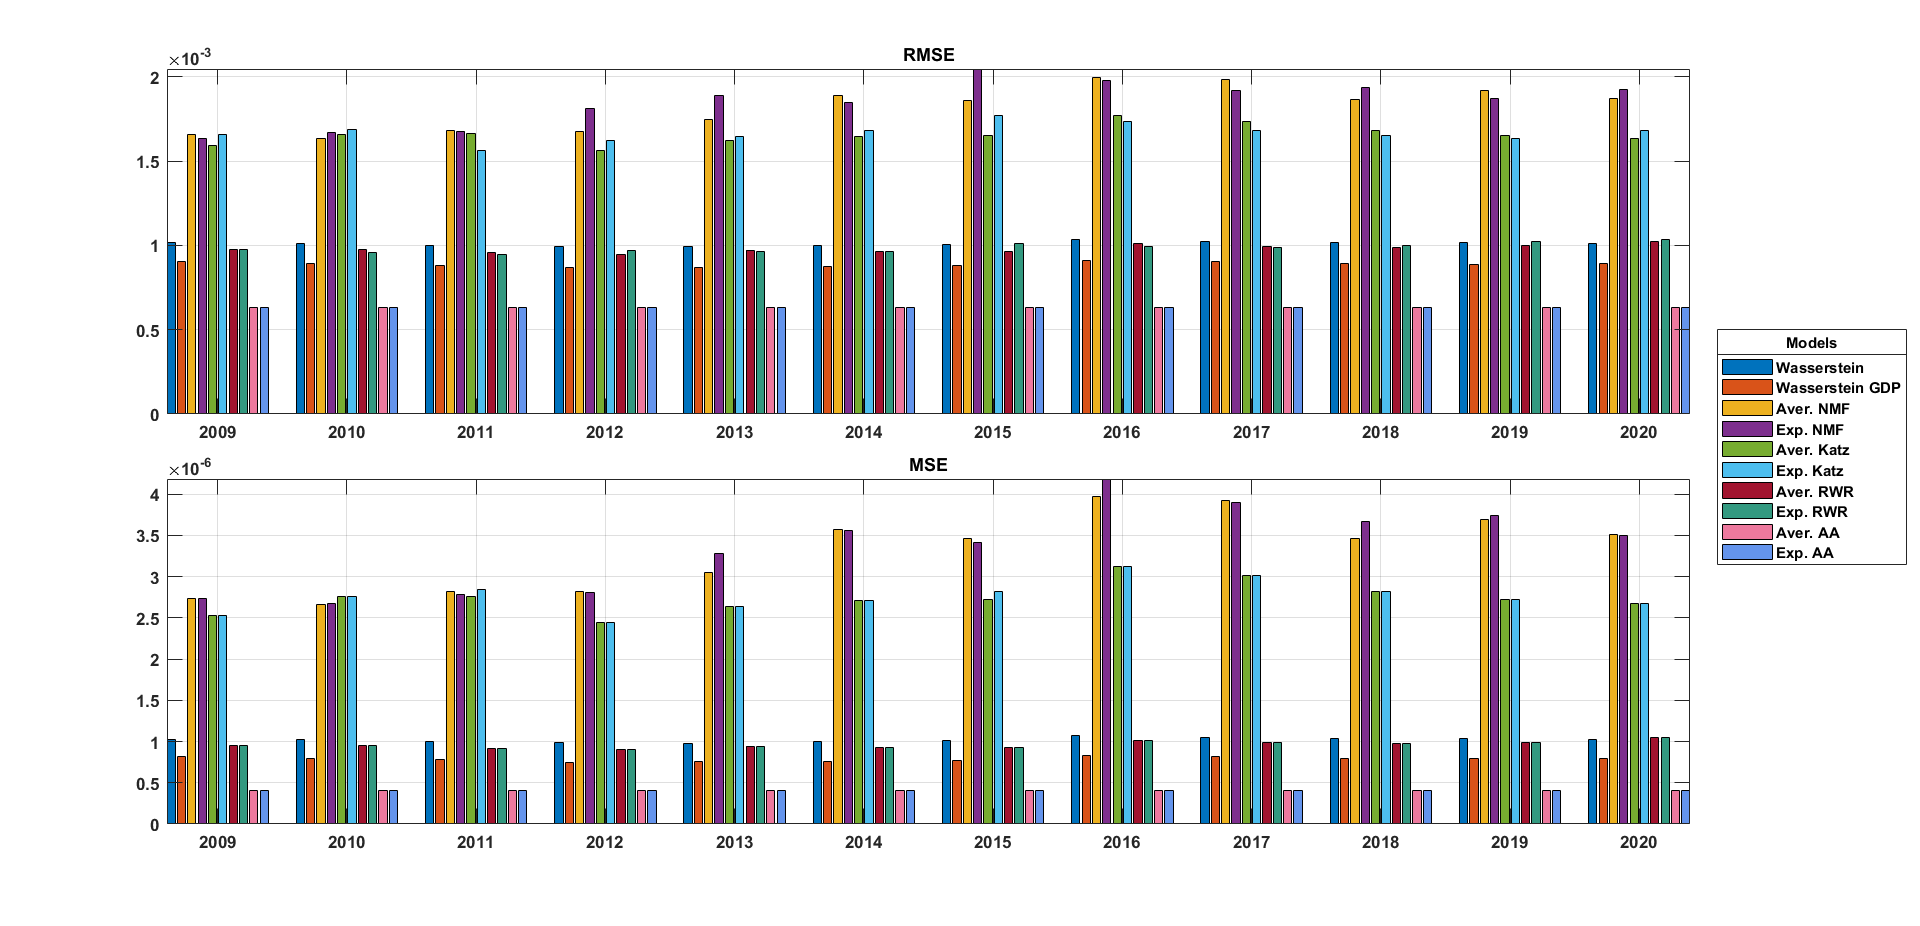 ×10-3
RMSE
2
1.5
1
0.5
0
2009 2010 2011 2012 2013 2014 2015 2016 2017 2018 2019 2020
×10-6
MSE
4
3.5
3
2.5
2
1.5
1
0.5
0
2009 2010 2011 2012 2013 2014 2015 2016 2017 2018 2019 2020
Models
Wasserstein
Wasserstein GDP
Aver. NMF
Exp. NMF
Aver. Katz
Exp. Katz
Aver. RWR
Exp. RWR
Aver. AA
Exp. AA